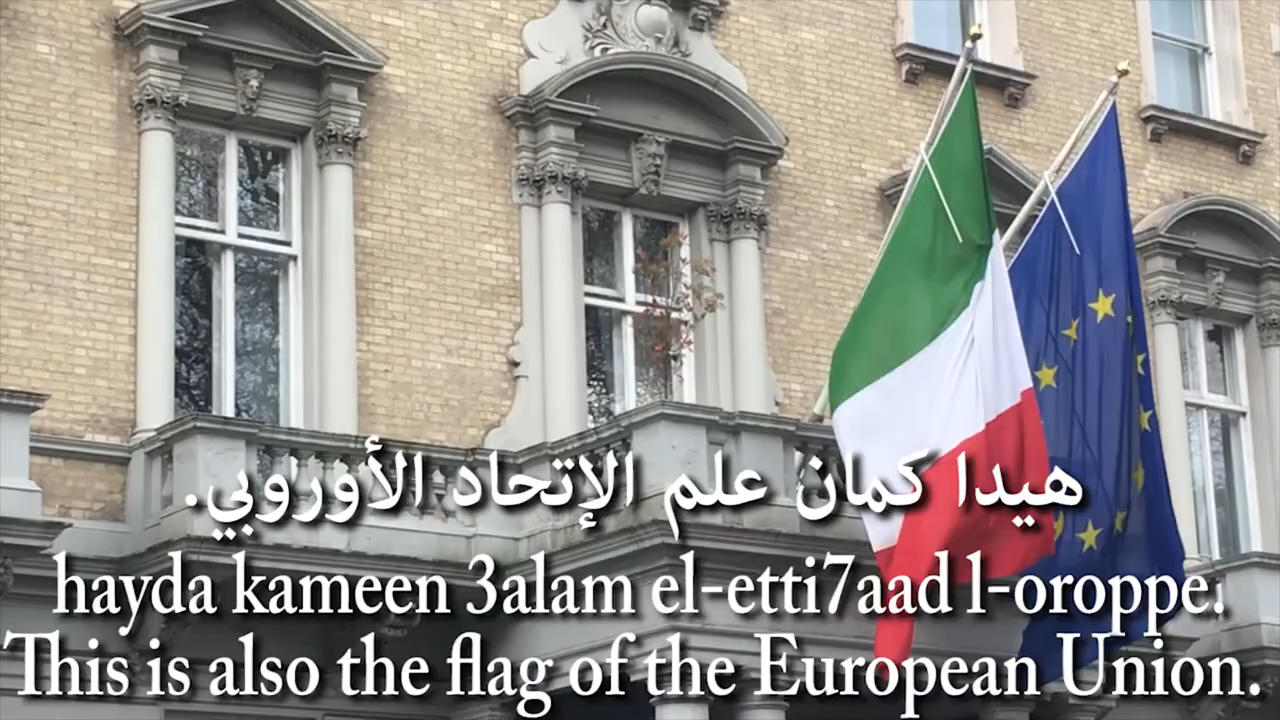 هيدا كمان علم الإتحاد الأوروبي.
hayda kameen 3alam el-etti7aad l-oroppe.
This is also the flag of the European Union.